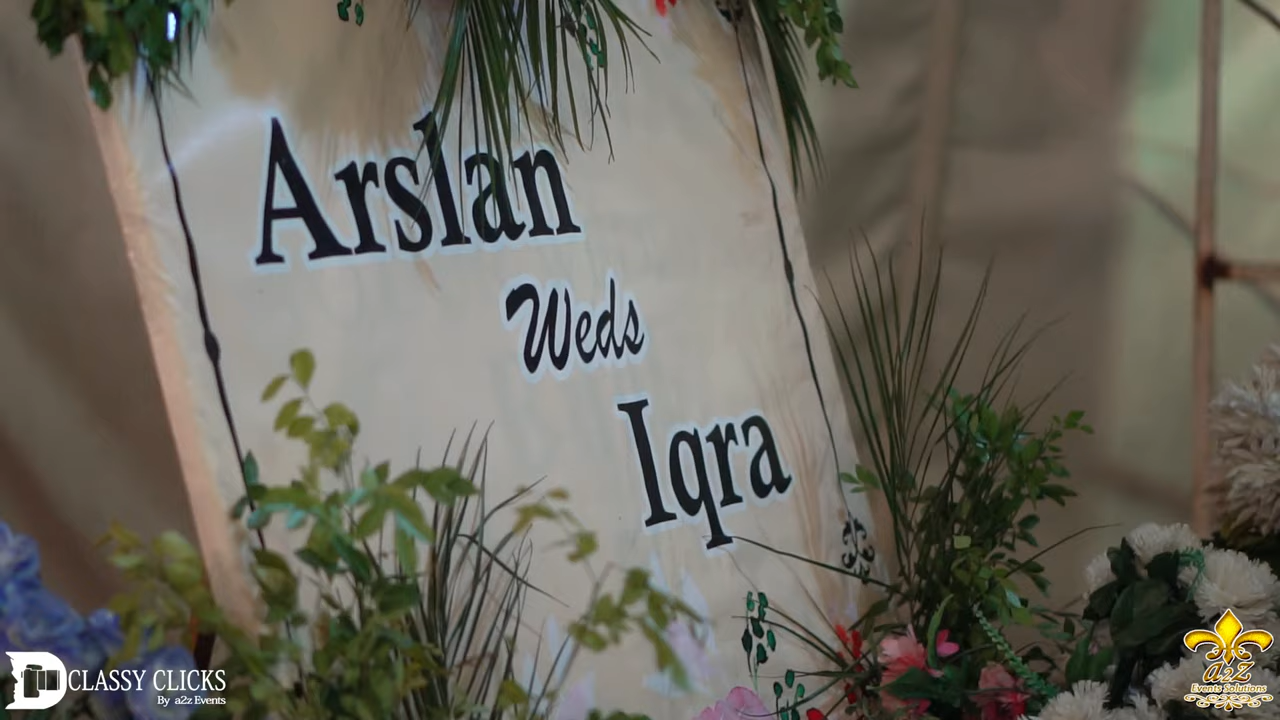 Arslan
Weds
Iqra
CLASSY CLICKS
By a2z Events
a2z
Events Solutions